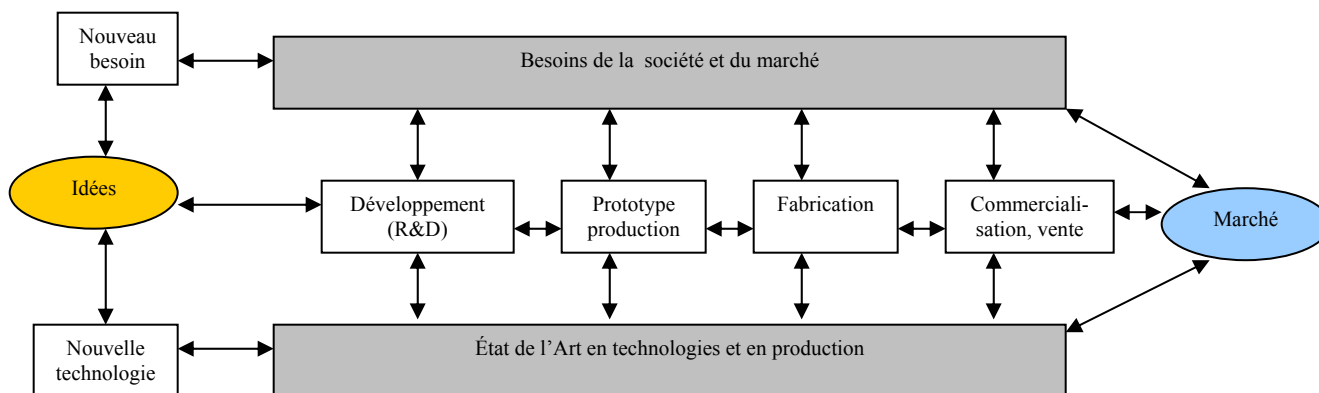 Nouveau
besoin
Besoins de la  société et du marché
Idées
Développement
(R&D)
Prototype
production
Fabrication
Commerciali-
sation, vente
Marché
Nouvelle
technologie
État de l’Art en technologies et en production